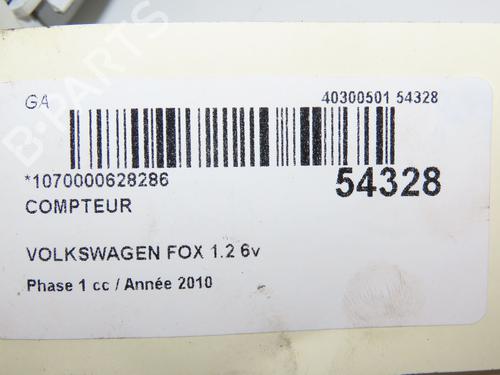 B-PARTS
GA
40300501 54328
*1070000628286
54328
COMPTEUR
VOLKSWAGEN FOX 1.2 6v
Phase 1 cc / Année 2010